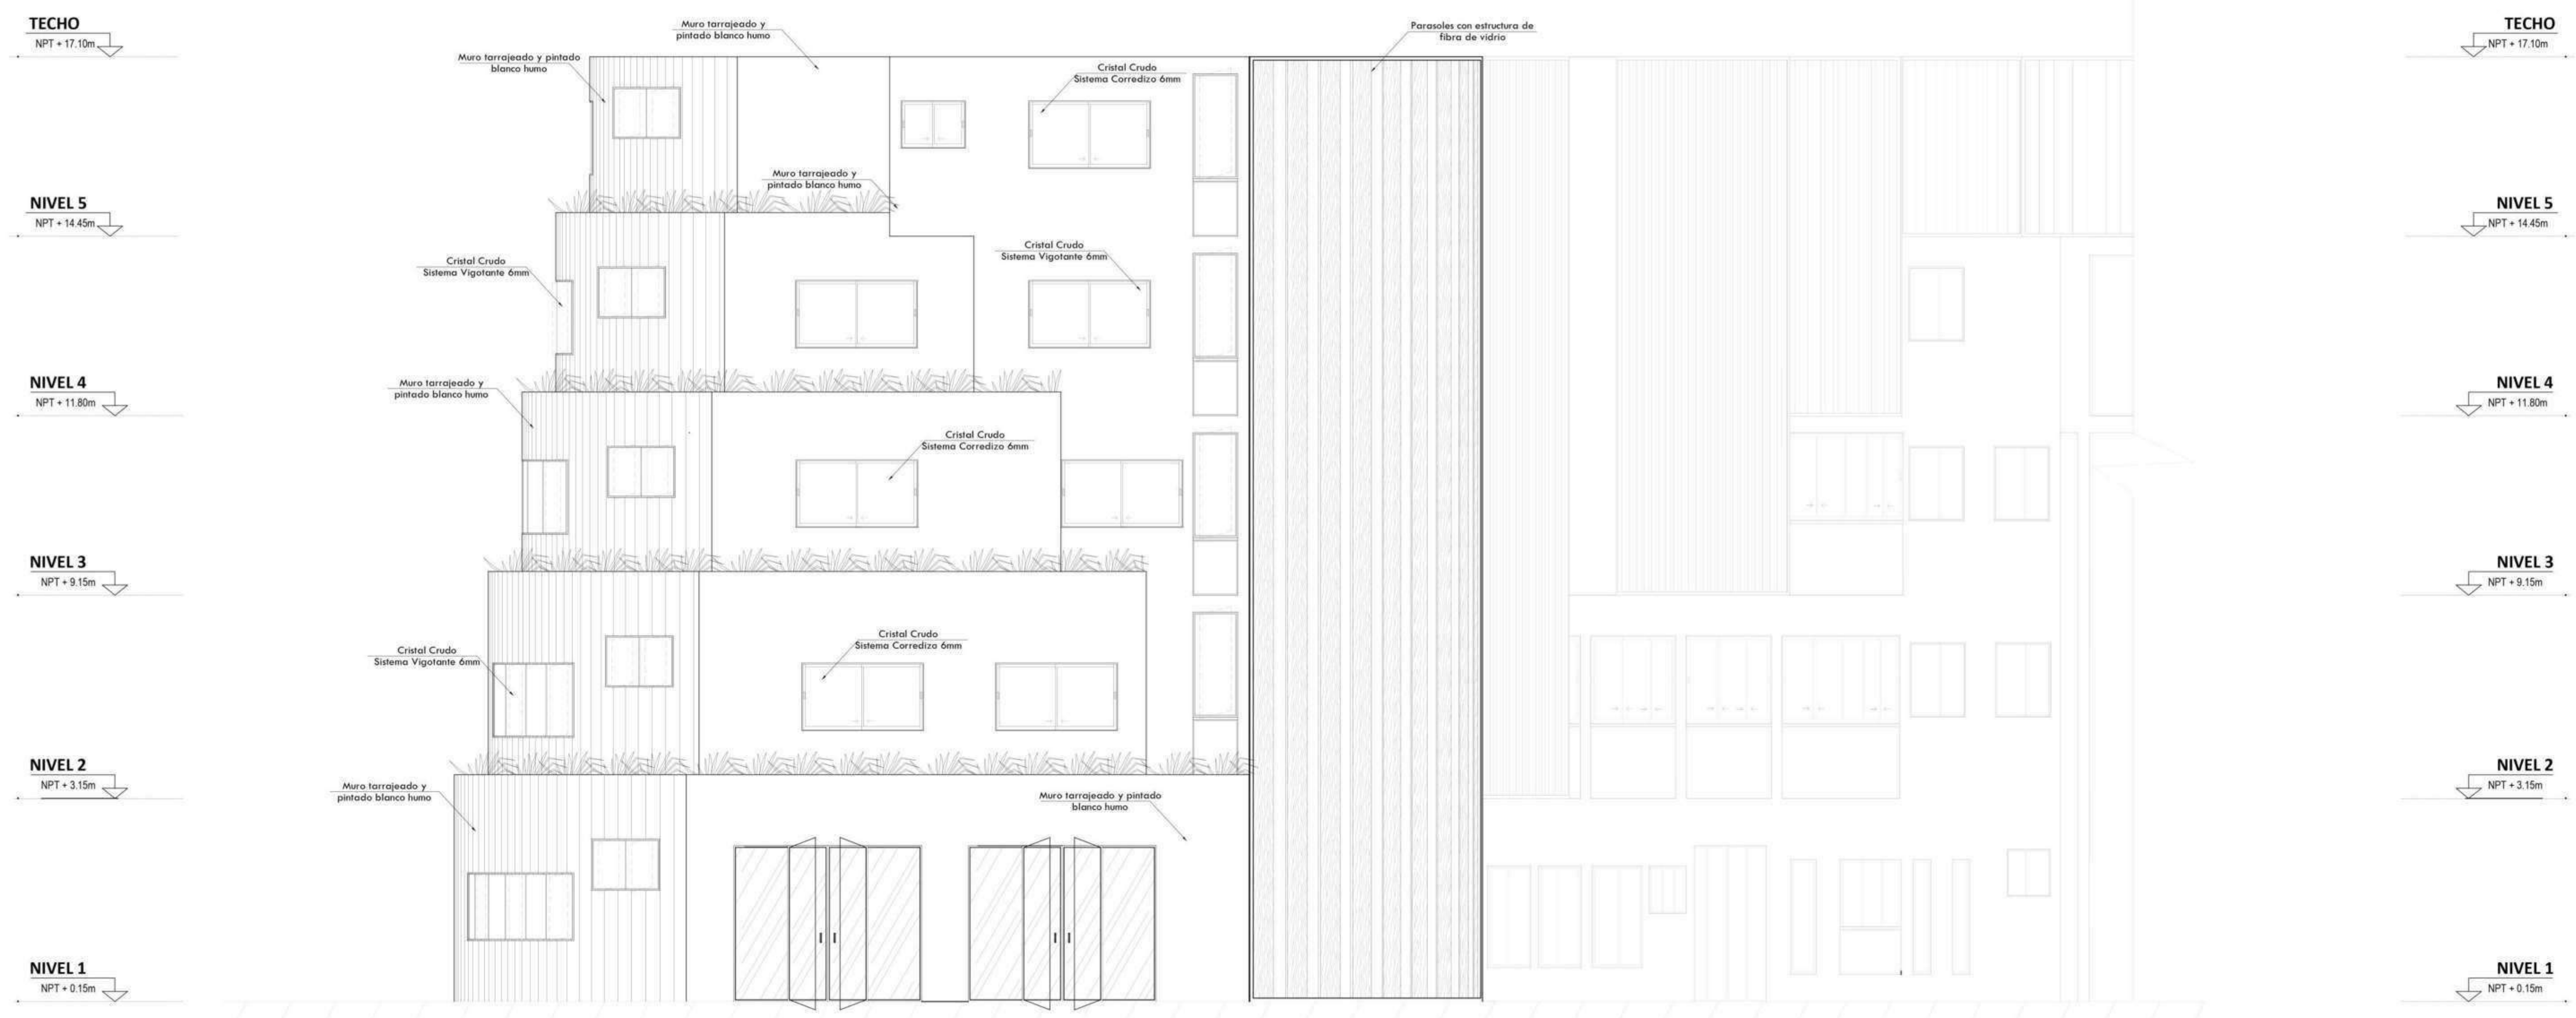 TECHO
NPT + 17.10m
Muro tarrajeado y
pintado blanco humo
Parasoles con estructura de
fibra de vidrio
TECHO
NPT + 17.10m
Muro tarrajeado y pintado
blanco humo
Cristal Crudo
Sistema Corredizo 6mm
Muro tarrajeado y
pintado blanco humo
NIVEL 5
NPT + 14.45m
NIVEL 5
NPT + 14.45m
Cristal Crudo
Sistema Vigotante 6mm
Cristal Crudo
Sistema Vigotante 6mm
NIVEL 4
NPT + 11.80m
Muro tarrajeado y
pintado blanco humo
NIVEL 4
NPT + 11.80m
Cristal Crudo
Sistema Corredizo 6mm
NIVEL 3
NPT + 9.15m
NIVEL 3
NPT + 9.15m
Cristal Crudo
Sistema Corredizo 6mm
Cristal Crudo
Sistema Vigotante 6mm
NIVEL 2
NPT + 3.15m
Muro tarrajeado y
pintado blanco humo
Muro tarrajeado y pintado
blanco humo
NIVEL 2
NPT + 3.15m
NIVEL 1
NPT + 0.15m
NIVEL 1
NPT + 0.15m